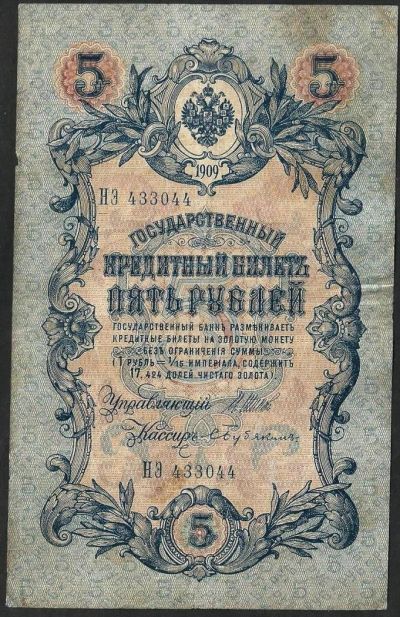 5 5
1909
НЭ 433044
ГОСУДАРСТВЕННЫЙ
КРЕДИТНЫЙ БИЛЕТЪ
ПЯТЬ РУБЛЕЙ
ГОСУДАРСТВЕННЫЙ БАНКЪ РАЗМѢНИВАЕТЪ
КРЕДИТНЫЕ БИЛЕТЫ НА ЗОЛОТУЮ МОНЕТУ
БЕЗЪ ОГРАНИЧЕНІЯ СУММЫ
(1 РУБЛЬ = 1/15 ИМПЕРІАЛА, СОДЕРЖИТЪ
17,424 ДОЛЕЙ ЧИСТАГО ЗОЛОТА).
Управляющій
Кассиръ
НЭ 433044
5